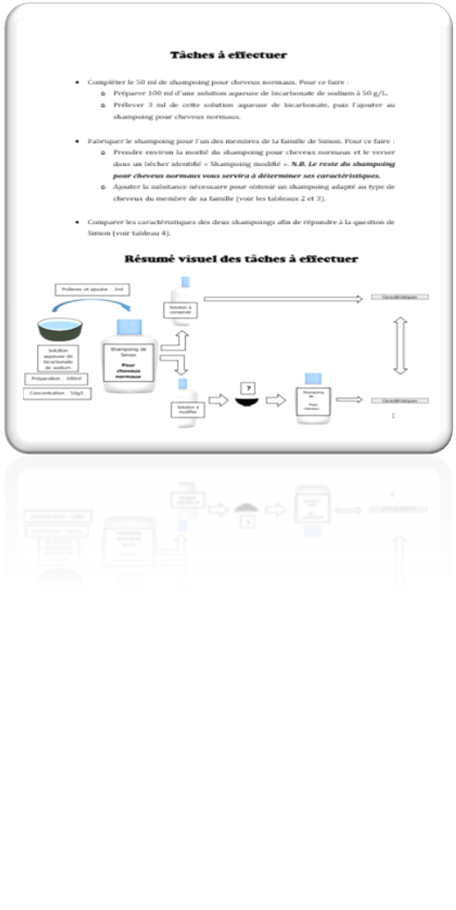 Tâches à effectuer
• Compléter le 50 ml de shampoing pour cheveux normaux. Pour ce faire :
o Préparer 100 ml d'une solution aqueuse de bicarbonate de sodium à 50 g/L.
o Prélever 3 ml de cette solution aqueuse de bicarbonate, puis l'ajouter au
shampoing pour cheveux normaux.
• Fabriquer le shampoing pour l'un des membres de la famille de Simon. Pour ce faire :
o Prendre environ la moitié du shampoing pour cheveux normaux et le verser
dans un bécher identifié « Shampoing modifié ». N.B. Le reste du shampoing
pour cheveux normaux vous servira à déterminer ses caractéristiques.
o Ajouter la substance nécessaire pour obtenir un shampoing adapté au type de
cheveux du membre de sa famille (voir les tableaux 2 et 3).
• Comparer les caractéristiques des deux shampoings afin de répondre à la question de
Simon (voir tableau 4).
Résumé visuel des tâches à effectuer
Prélever et ajouter : 3ml
Solution
aqueuse de
bicarbonate
de sodium
Préparation : 100ml
Concentration : 50g/L
Shampoing de
Simon
Pour
cheveux
normaux
Solution à
conserver
Caractéristiques
Solution à
modifier
?
Shampoing
de
Pour
cheveux
Caractéristiques
1